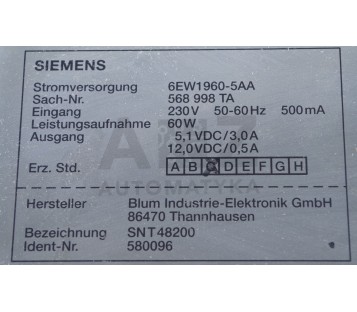 SIEMENS
Stromversorgung 6EW1960-5AA
Sach-Nr. 568 998 TA
Eingang 230V 50-60Hz 500mA
Leistungsaufnahme 60W
Ausgang 5,1VDC/3,0A
12,0VDC/0,5A
Erz. Std. A B C D E F G H
AUTOMATYKA
Hersteller Blum Industrie-Elektronik GmbH
86470 Thannhausen
Bezeichnung SNT48200
Ident-Nr. 580096